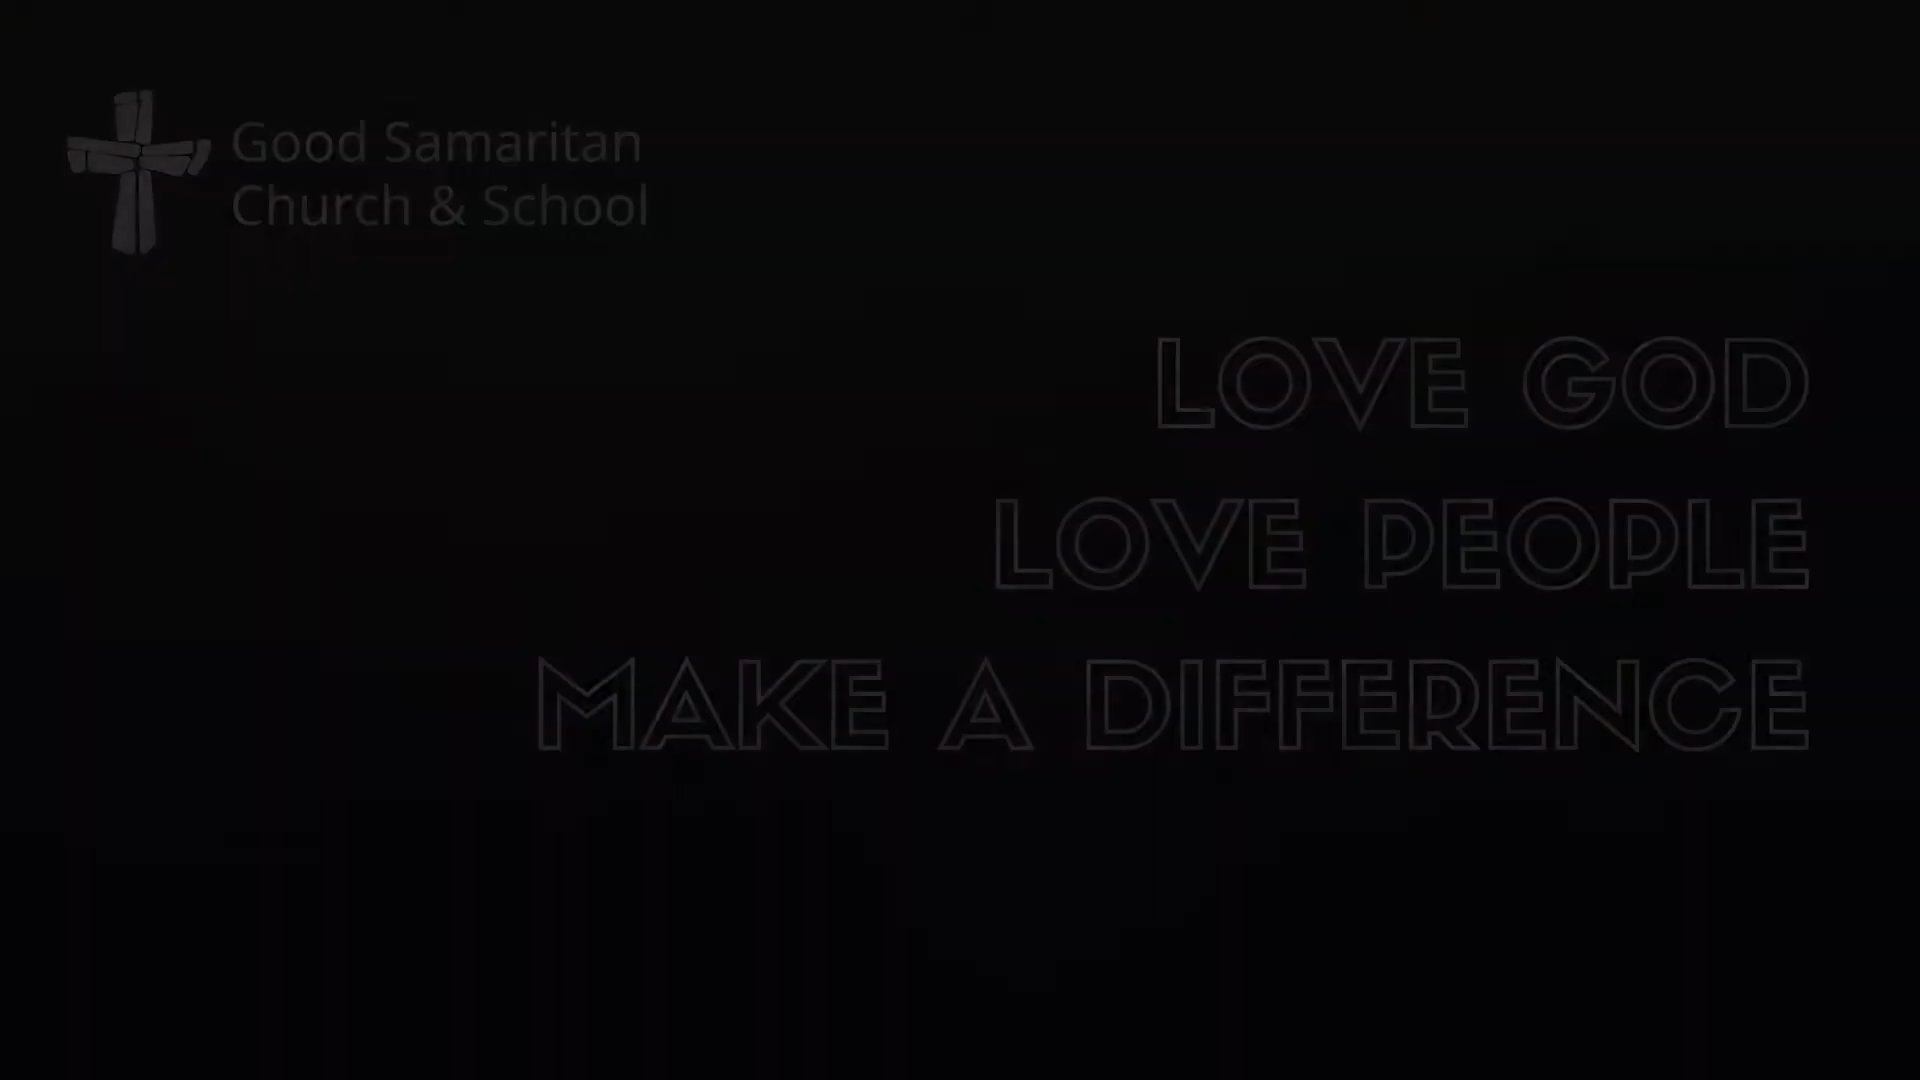 Good Samaritan
Church & School
LOVE GOD
LOVE PEOPLE
MAKE A DIFFERENCE